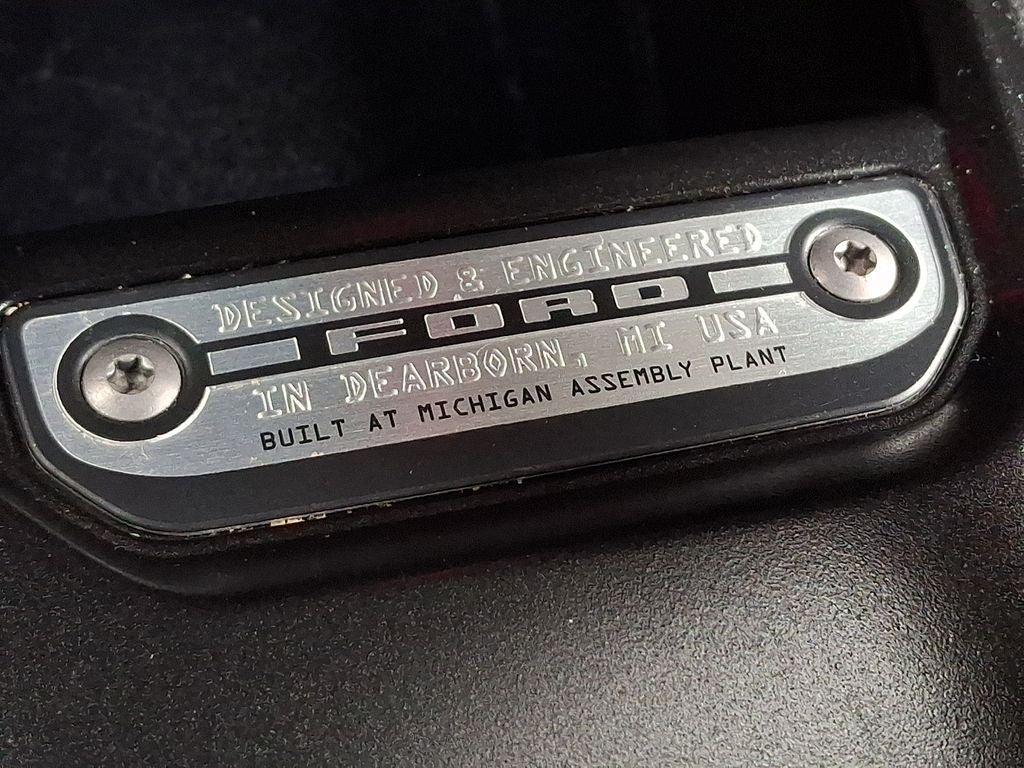 DESIGNED & ENGINEERED
FORD
IN DEARBORN, MI USA
BUILT AT MICHIGAN ASSEMBLY PLANT